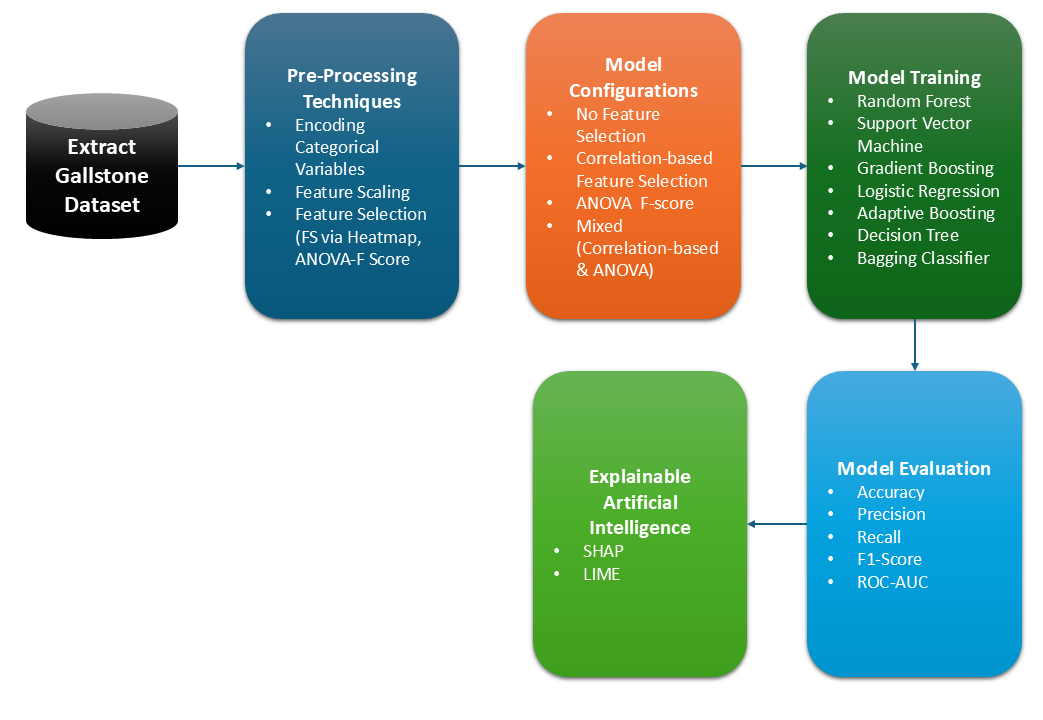 Extract
Gallstone
Dataset
Pre-Processing
Techniques
• Encoding
Categorical
Variables
• Feature Scaling
• Feature Selection
(FS via Heatmap,
ANOVA-F Score
Model
Configurations
• No Feature
Selection
• Correlation-based
Feature Selection
• ANOVA F-score
• Mixed
(Correlation-based
& ANOVA)
Model Training
• Random Forest
• Support Vector
Machine
• Gradient Boosting
• Logistic Regression
• Adaptive Boosting
• Decision Tree
• Bagging Classifier
Model Evaluation
• Accuracy
• Precision
• Recall
• F1-Score
• ROC-AUC
Explainable
Artificial
Intelligence
• SHAP
• LIME